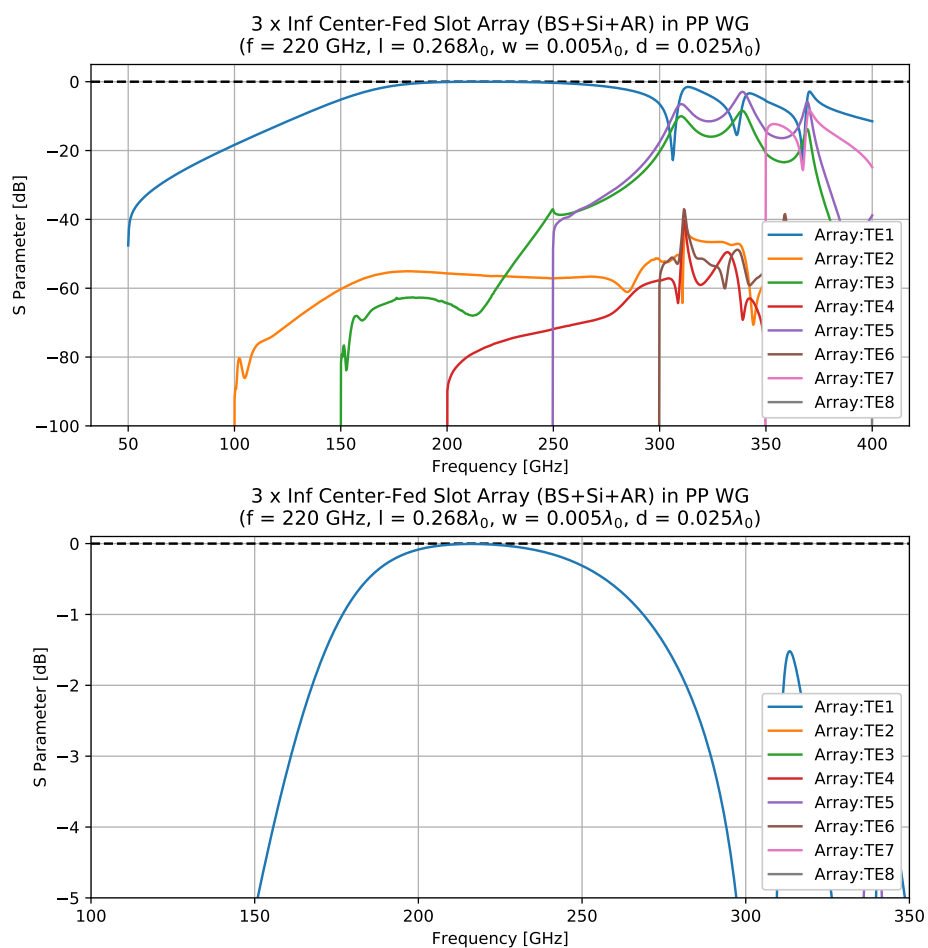 3 x Inf Center-Fed Slot Array (BS+Si+AR) in PP WG
(f = 220 GHz, l = 0.268λ₀, w = 0.005λ₀, d = 0.025λ₀)
0
−20
−40
−60
−80
−100
S Parameter [dB]
Array:TE1
Array:TE2
Array:TE3
Array:TE4
Array:TE5
Array:TE6
Array:TE7
Array:TE8
50 100 150 200 250 300 350 400
Frequency [GHz]
3 x Inf Center-Fed Slot Array (BS+Si+AR) in PP WG
(f = 220 GHz, l = 0.268λ₀, w = 0.005λ₀, d = 0.025λ₀)
0
−1
−2
−3
−4
−5
S Parameter [dB]
Array:TE1
Array:TE2
Array:TE3
Array:TE4
Array:TE5
Array:TE6
Array:TE7
Array:TE8
100 150 200 250 300 350
Frequency [GHz]